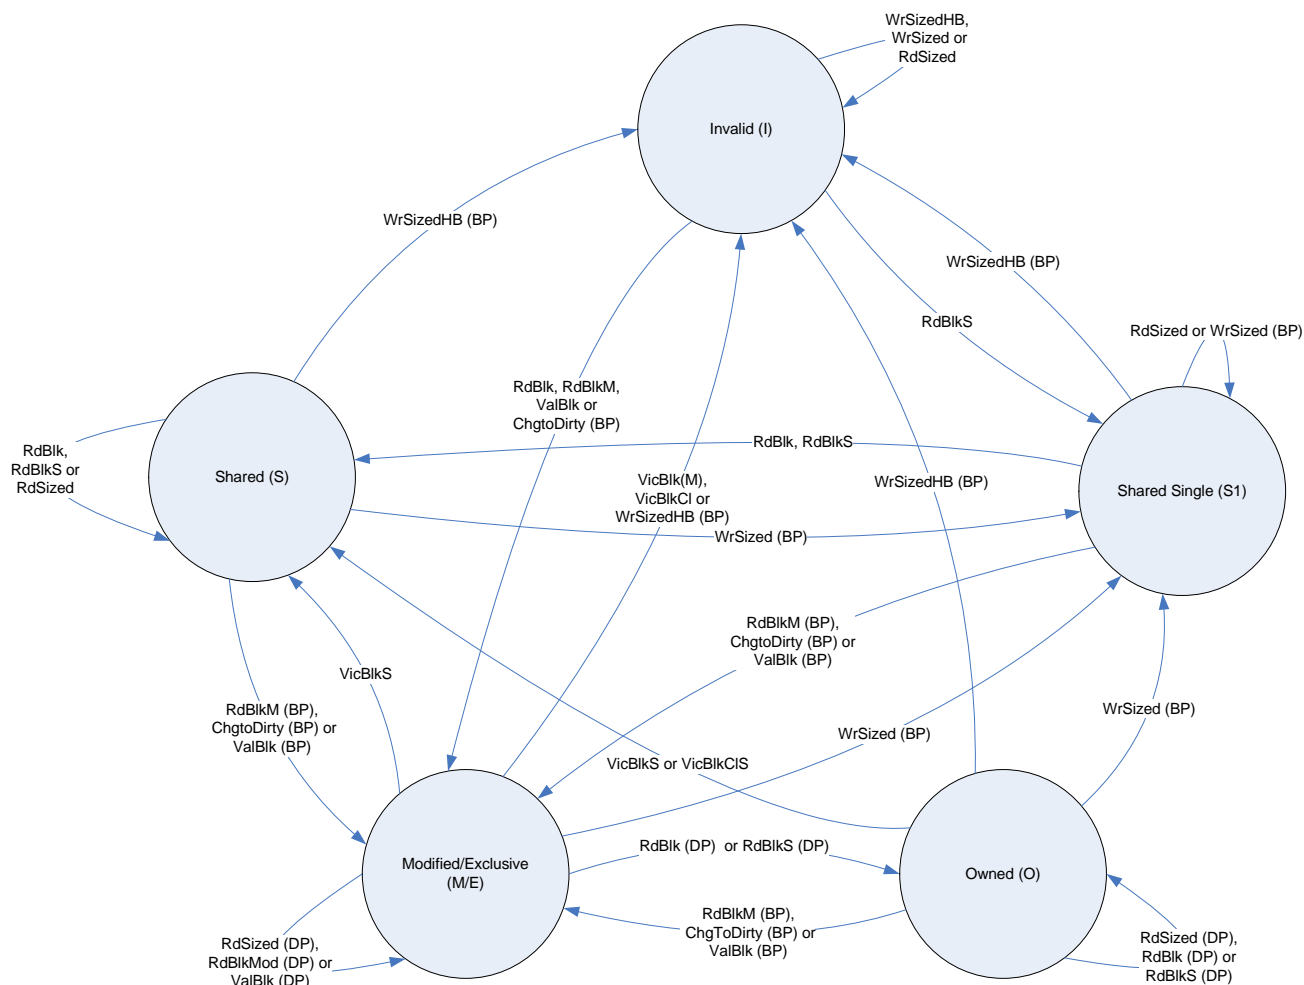 WrSizedHB,
WrSized or
RdSized
Invalid (I)
WrSizedHB (BP)
WrSizedHB (BP)
RdBlkS
RdSized or WrSized (BP)
RdBlk, RdBlkM,
ValBlk or
ChgtoDirty (BP)
RdBlk, RdBlkS
RdBlk,
RdBlkS or
RdSized
Shared (S)
VicBlk(M),
VicBlkCl or
WrSizedHB (BP)
WrSizedHB (BP)
Shared Single (S1)
WrSized (BP)
RdBlkM (BP),
ChgtoDirty (BP) or
ValBlk (BP)
VicBlkS
RdBlkM (BP),
ChgtoDirty (BP) or
ValBlk (BP)
WrSized (BP)
WrSized (BP)
VicBlkS or VicBlkClS
RdBlk (DP)  or RdBlkS (DP)
Modified/Exclusive
(M/E)
Owned (O)
RdBlkM (BP),
ChgToDirty (BP) or
ValBlk (BP)
RdSized (DP),
RdBlkMod (DP) or
ValBlk (DP)
RdSized (DP),
RdBlk (DP) or
RdBlkS (DP)